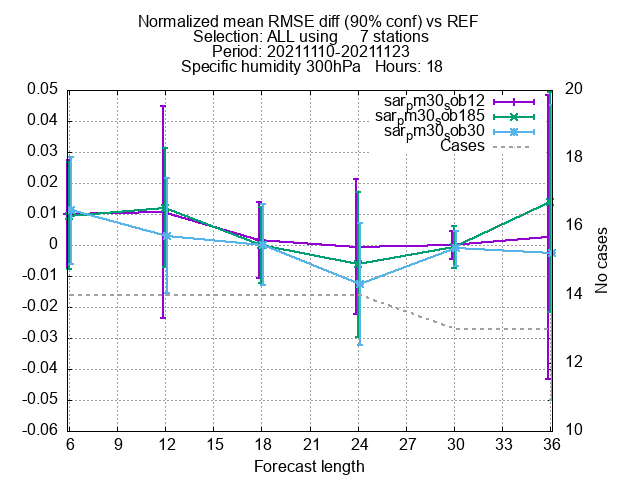 Normalized mean RMSE diff (90% conf) vs REF
Selection: ALL using 7 stations
Period: 20211110-20211123
Specific humidity 300hPa Hours: 18
sarpm30sob12
sarpm30sob185
sarpm30sob30
Cases
0.05
0.04
0.03
0.02
0.01
0
-0.01
-0.02
-0.03
-0.04
-0.05
-0.06
20
18
16
14
12
10
No cases
6 9 12 15 18 21 24 27 30 33 36
Forecast length